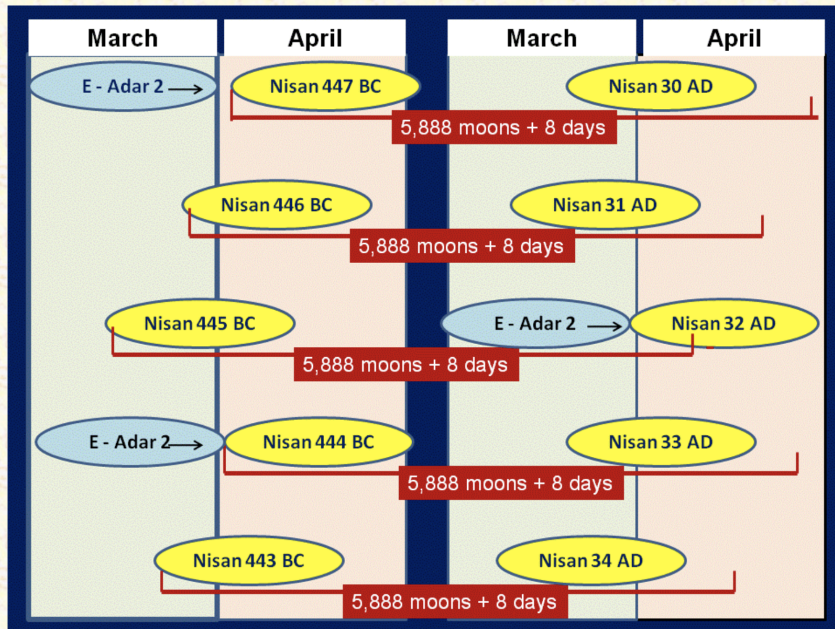 March April March April
E - Adar 2 Nisan 447 BC Nisan 30 AD
5,888 moons + 8 days
Nisan 446 BC Nisan 31 AD
5,888 moons + 8 days
Nisan 445 BC E - Adar 2 Nisan 32 AD
5,888 moons + 8 days
E - Adar 2 Nisan 444 BC Nisan 33 AD
5,888 moons + 8 days
Nisan 443 BC Nisan 34 AD
5,888 moons + 8 days